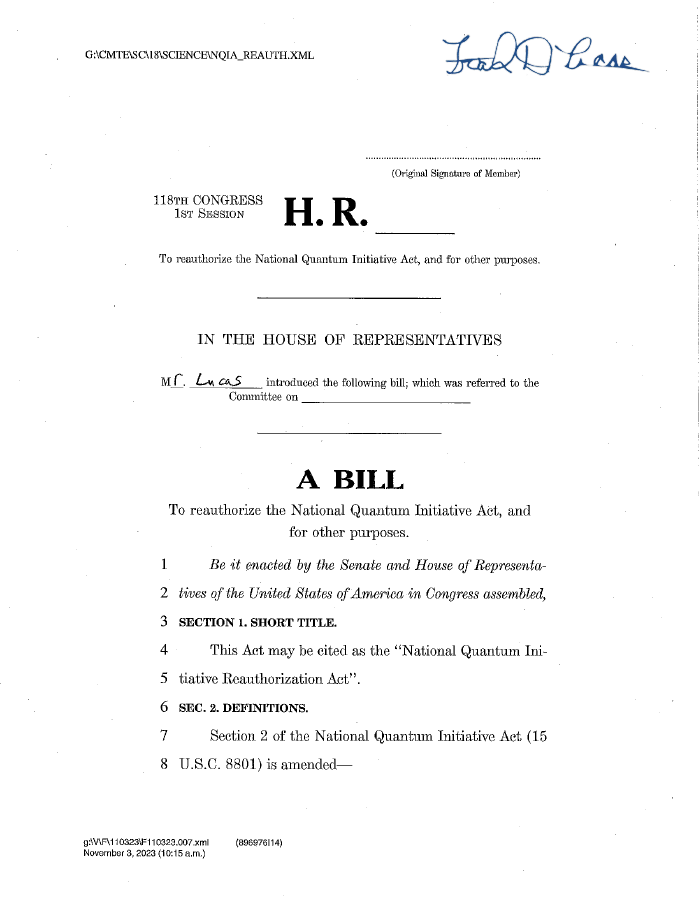 G:\CMTE\SC\18\SCIENCE\NQIA_REAUTH.XML
Frank D Lucas
(Original Signature of Member)
118TH CONGRESS
1ST SESSION
H. R.
To reauthorize the National Quantum Initiative Act, and for other purposes.
IN THE HOUSE OF REPRESENTATIVES
Mr. Lucas introduced the following bill; which was referred to the
Committee on
A BILL
To reauthorize the National Quantum Initiative Act, and
for other purposes.
1 Be it enacted by the Senate and House of Representa-
2 tives of the United States of America in Congress assembled,
3 SECTION 1. SHORT TITLE.
4 This Act may be cited as the “National Quantum Ini-
5 tiative Reauthorization Act”.
6 SEC. 2. DEFINITIONS.
7 Section 2 of the National Quantum Initiative Act (15
8 U.S.C. 8801) is amended—
g:\V\F\110323\F110323.007.xml (896976|14)
November 3, 2023 (10:15 a.m.)